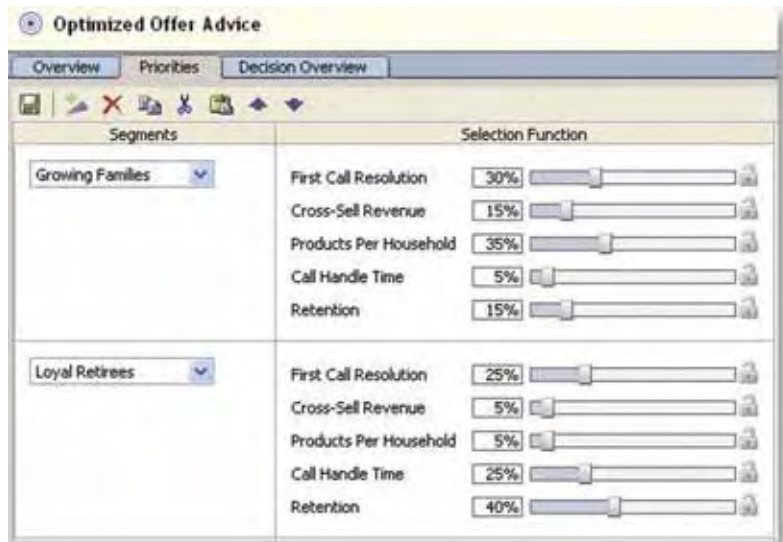 Optimized Offer Advice
Overview Priorities Decision Overview
Segments Selection Function
Growing Families First Call Resolution 30%
Cross-Sell Revenue 15%
Products Per Household 35%
Call Handle Time 5%
Retention 15%
Loyal Retirees First Call Resolution 25%
Cross-Sell Revenue 5%
Products Per Household 5%
Call Handle Time 25%
Retention 40%